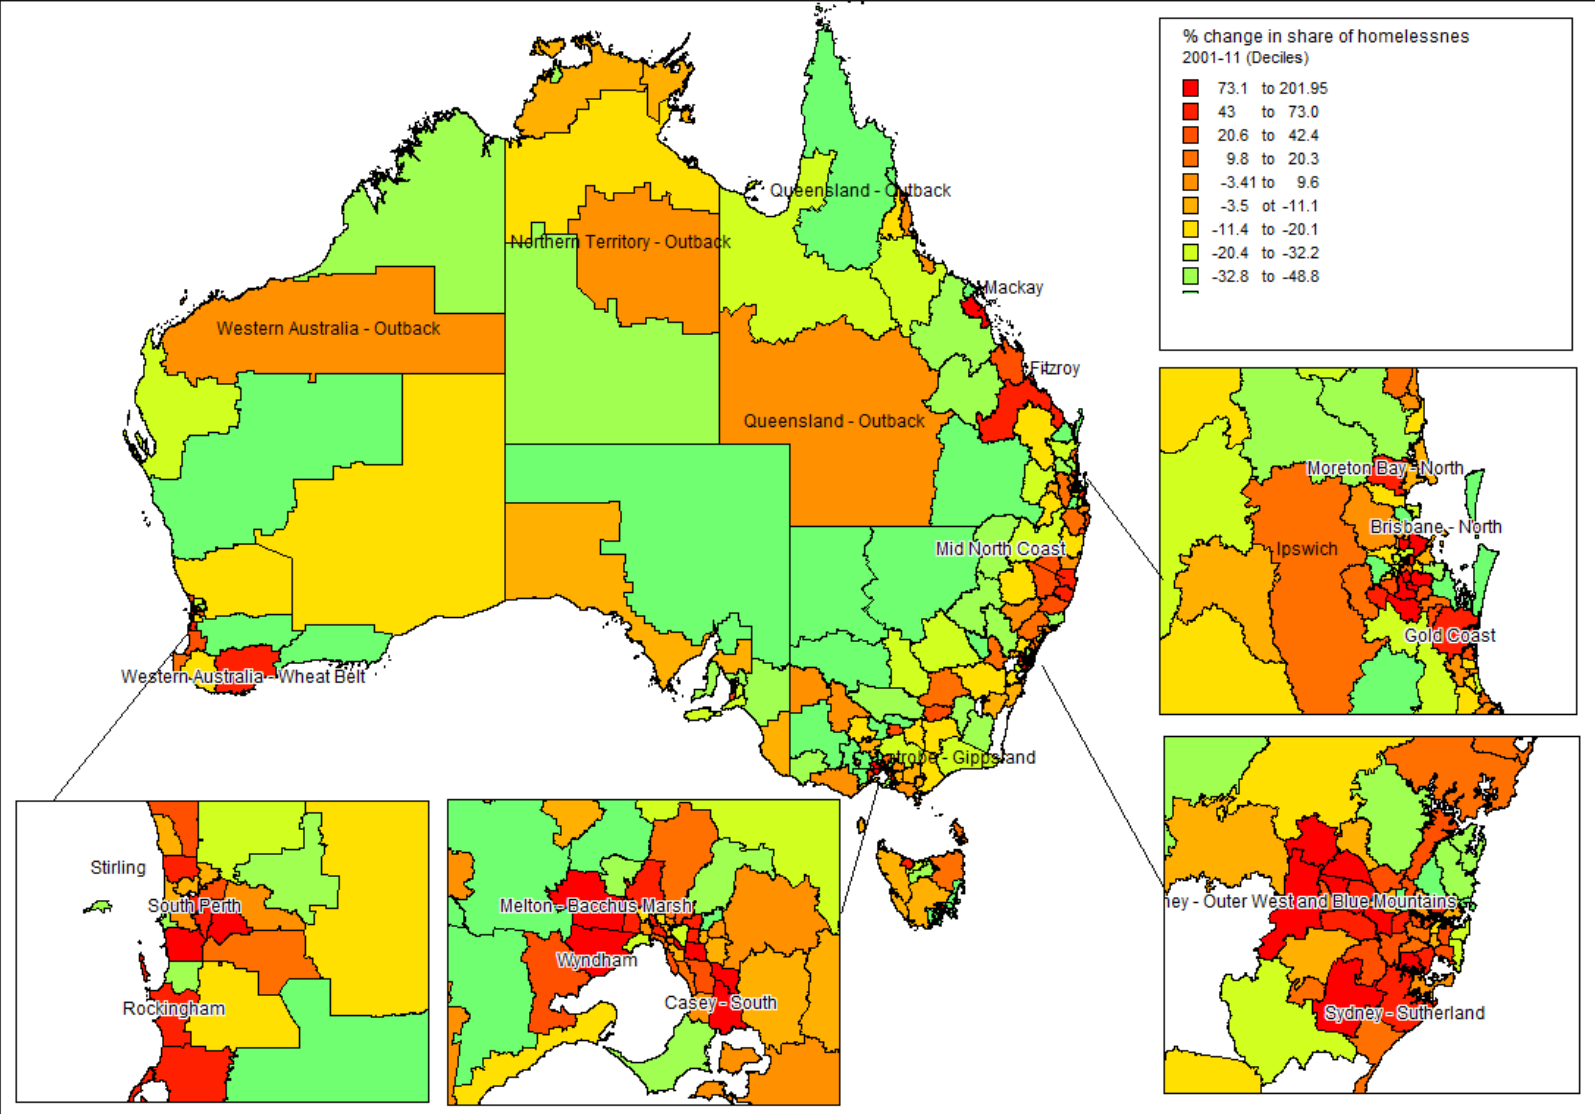 % change in share of homelessnes
2001-11 (Deciles)
73.1 to 201.95
43 to 73.0
20.6 to 42.4
9.8 to 20.3
-3.41 to 9.6
-3.5 ot -11.1
-11.4 to -20.1
-20.4 to -32.2
-32.8 to -48.8
Queensland - Outback
Northern Territory - Outback
Mackay
Western Australia - Outback
Fitzroy
Queensland - Outback
Mid North Coast
Western Australia - Wheat Belt
Latrobe - Gippsland
Moreton Bay - North
Brisbane - North
Ipswich
Gold Coast
Stirling
South Perth
Rockingham
Melton - Bacchus Marsh
Wyndham
Casey - South
ney - Outer West and Blue Mountains
Sydney - Sutherland